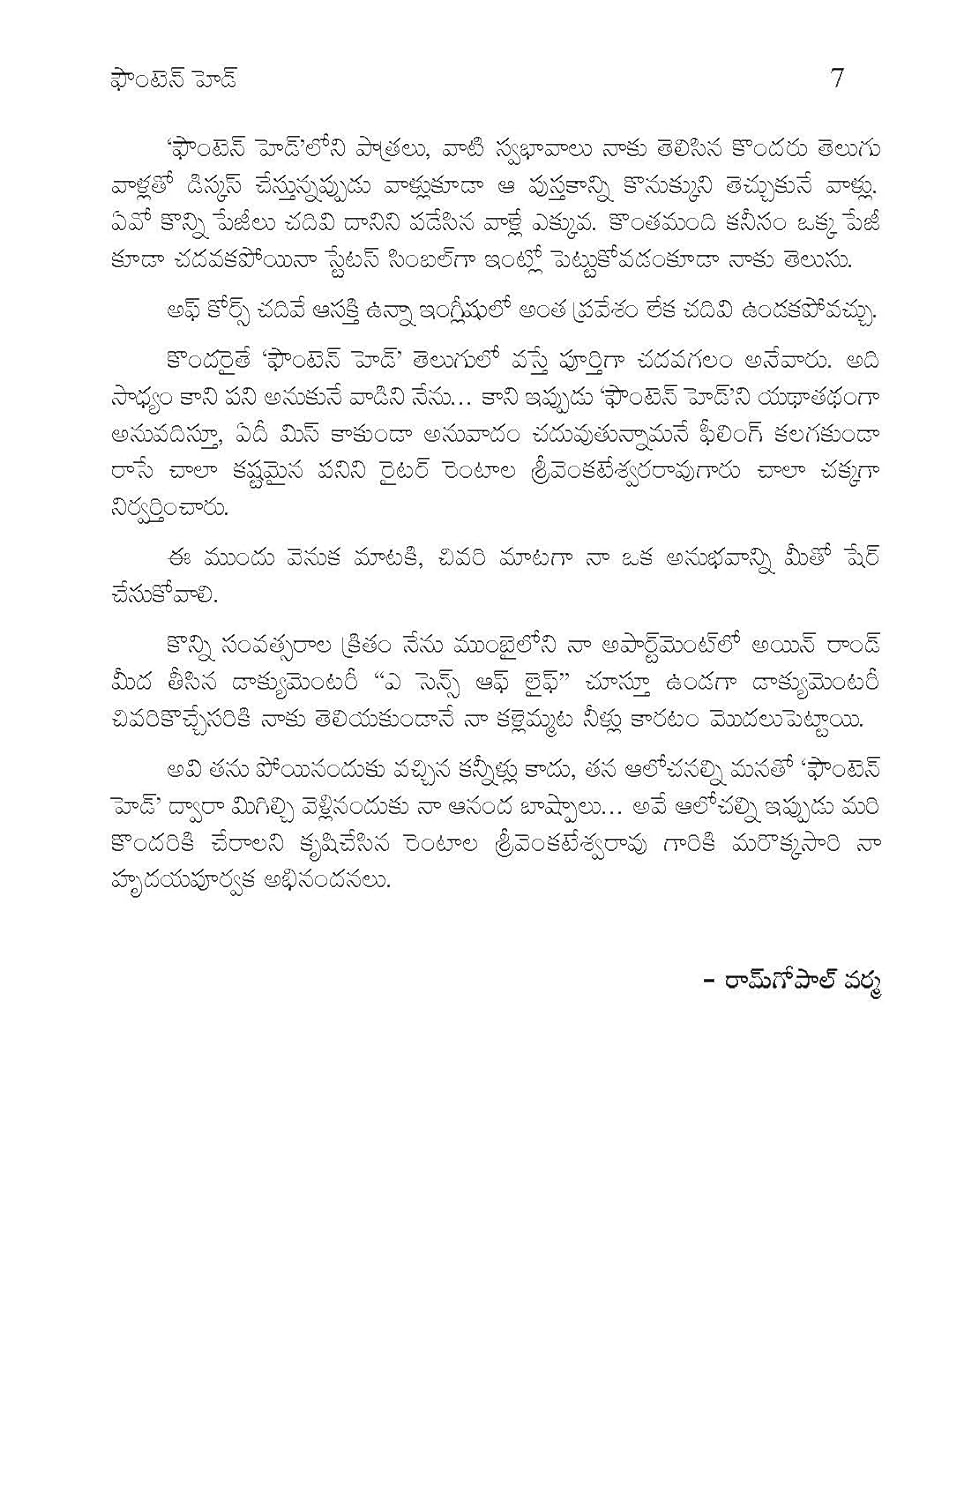 ఫౌంటెన్ హెడ్ 7
‘ఫౌంటెన్ హెడ్’లోని పాత్రలు, వాటి స్వభావాలు నాకు తెలిసిన కొందరు తెలుగు
వాళ్లతో డిస్కస్ చేస్తున్నప్పుడు వాళ్లుకూడా ఆ పుస్తకాన్ని కొనుక్కుని తెచ్చుకునే వాళ్లు.
ఏవో కొన్ని పేజీలు చదివి దానిని పడేసిన వాళ్లే ఎక్కువ. కొంతమంది కనీసం ఒక్క పేజీ
కూడా చదవకపోయినా స్టేటస్ సింబల్‌గా ఇంట్లో పెట్టుకోవడంకూడా నాకు తెలుసు.
అఫ్ కోర్స్ చదివే ఆసక్తి ఉన్నా ఇంగ్లీషులో అంత ప్రవేశం లేక చదివి ఉండకపోవచ్చు.
కొందరైతే ‘ఫౌంటెన్ హెడ్’ తెలుగులో వస్తే పూర్తిగా చదవగలం అనేవారు. అది
సాధ్యం కాని పని అనుకునే వాడిని నేను... కాని ఇప్పుడు ‘ఫౌంటెన్ హెడ్’ని యథాతథంగా
అనువదిస్తూ, ఏదీ మిస్ కాకుండా అనువాదం చదువుతున్నామనే ఫీలింగ్ కలగకుండా
రాసే చాలా కష్టమైన పనిని రైటర్ రెంటాల శ్రీవెంకటేశ్వరరావుగారు చాలా చక్కగా
నిర్వర్తించారు.
ఈ ముందు వెనుక మాటకి, చివరి మాటగా నా ఒక అనుభవాన్ని మీతో షేర్
చేసుకోవాలి.
కొన్ని సంవత్సరాల క్రితం నేను ముంబైలోని నా అపార్ట్‌మెంట్‌లో అయిన్ రాండ్
మీద తీసిన డాక్యుమెంటరీ “ఎ సెన్స్ ఆఫ్ లైఫ్” చూస్తూ ఉండగా డాక్యుమెంటరీ
చివరికొచ్చేసరికి నాకు తెలియకుండానే నా కళ్లెమ్మట నీళ్లు కారటం మొదలుపెట్టాయి.
అవి తను పోయినందుకు వచ్చిన కన్నీళ్లు కాదు, తన ఆలోచనల్ని మనతో ‘ఫౌంటెన్
హెడ్’ ద్వారా మిగిల్చి వెళ్లినందుకు నా ఆనంద బాష్పాలు... అవే ఆలోచల్ని ఇప్పుడు మరి
కొందరికి చేరాలని కృషిచేసిన రెంటాల శ్రీవెంకటేశ్వరావు గారికి మరొక్కసారి నా
హృదయపూర్వక అభినందనలు.
– రామ్‌గోపాల్ వర్మ